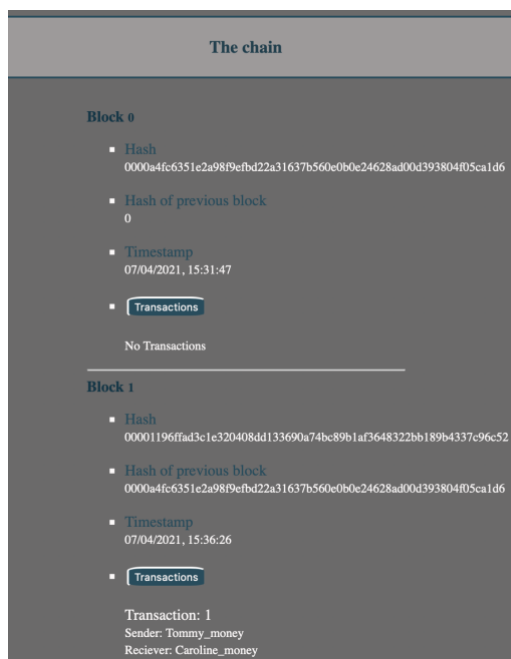 The chain
Block 0
Hash
0000a4fc6351e2a98f9efbd22a31637b560e0b0e24628ad00d393804f05ca1d6
Hash of previous block
0
Timestamp
07/04/2021, 15:31:47
Transactions
No Transactions
Block 1
Hash
00001196ffad3c1e320408dd133690a74bc89b1af3648322bb189b4337c96c52
Hash of previous block
0000a4fc6351e2a98f9efbd22a31637b560e0b0e24628ad00d393804f05ca1d6
Timestamp
07/04/2021, 15:36:26
Transactions
Transaction: 1
Sender: Tommy_money
Reciever: Caroline_money